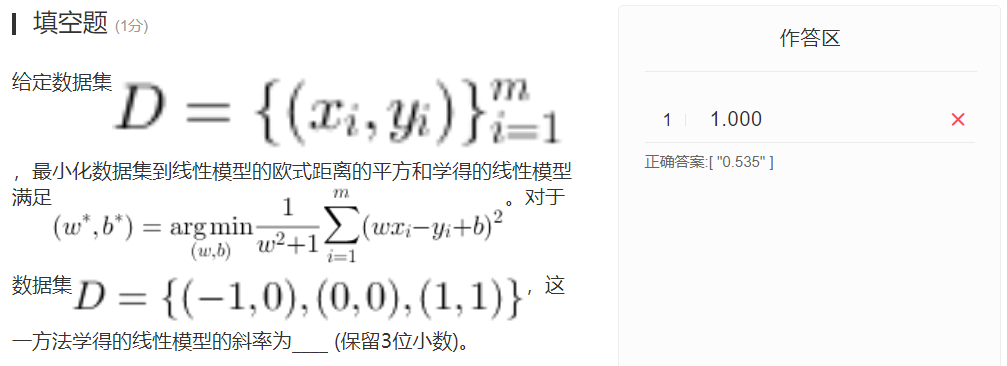 填空题 (1分)
给定数据集 D = {(x_i, y_i)}_{i=1}^{m}
，最小化数据集到线性模型的欧式距离的平方和学得的线性模型
满足 (w*,b*) = arg min_{(w,b)} \frac{1}{w^2+1} \sum_{i=1}^{m} (wx_i−y_i+b)^2 。对于
数据集 D = {(−1,0),(0,0),(1,1)} ，这
一方法学得的线性模型的斜率为____ (保留3位小数)。
作答区
1 1.000 ×
正确答案:[ "0.535" ]